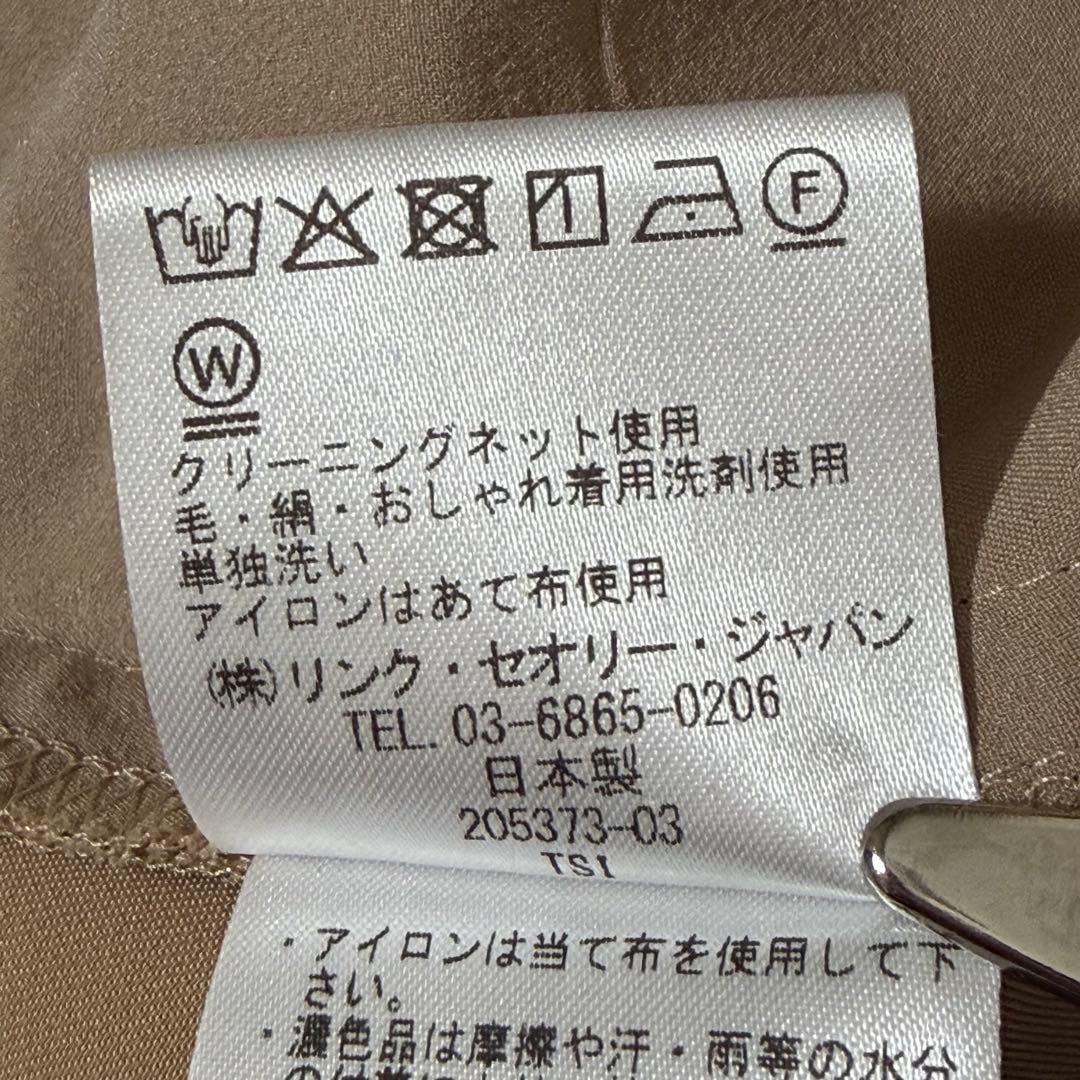 F
W
クリーニングネット使用
毛・絹・おしゃれ着用洗剤使用
単独洗い
アイロンはあて布使用
(株)リンク・セオリー・ジャパン
TEL. 03-6865-0206
日本製
205373-03
TSI
・アイロンは当て布を使用して下
さい。
・濃色品は摩擦や汗・雨等の水分